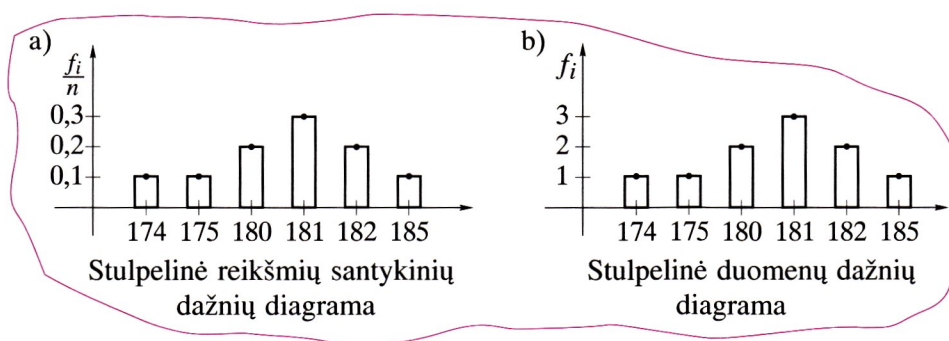 a)
f_i/n
0,3
0,2
0,1
174 175 180 181 182 185
Stulpelinė reikšmių santykinių
dažnių diagrama
b)
f_i
3
2
1
174 175 180 181 182 185
Stulpelinė duomenų dažnių
diagrama